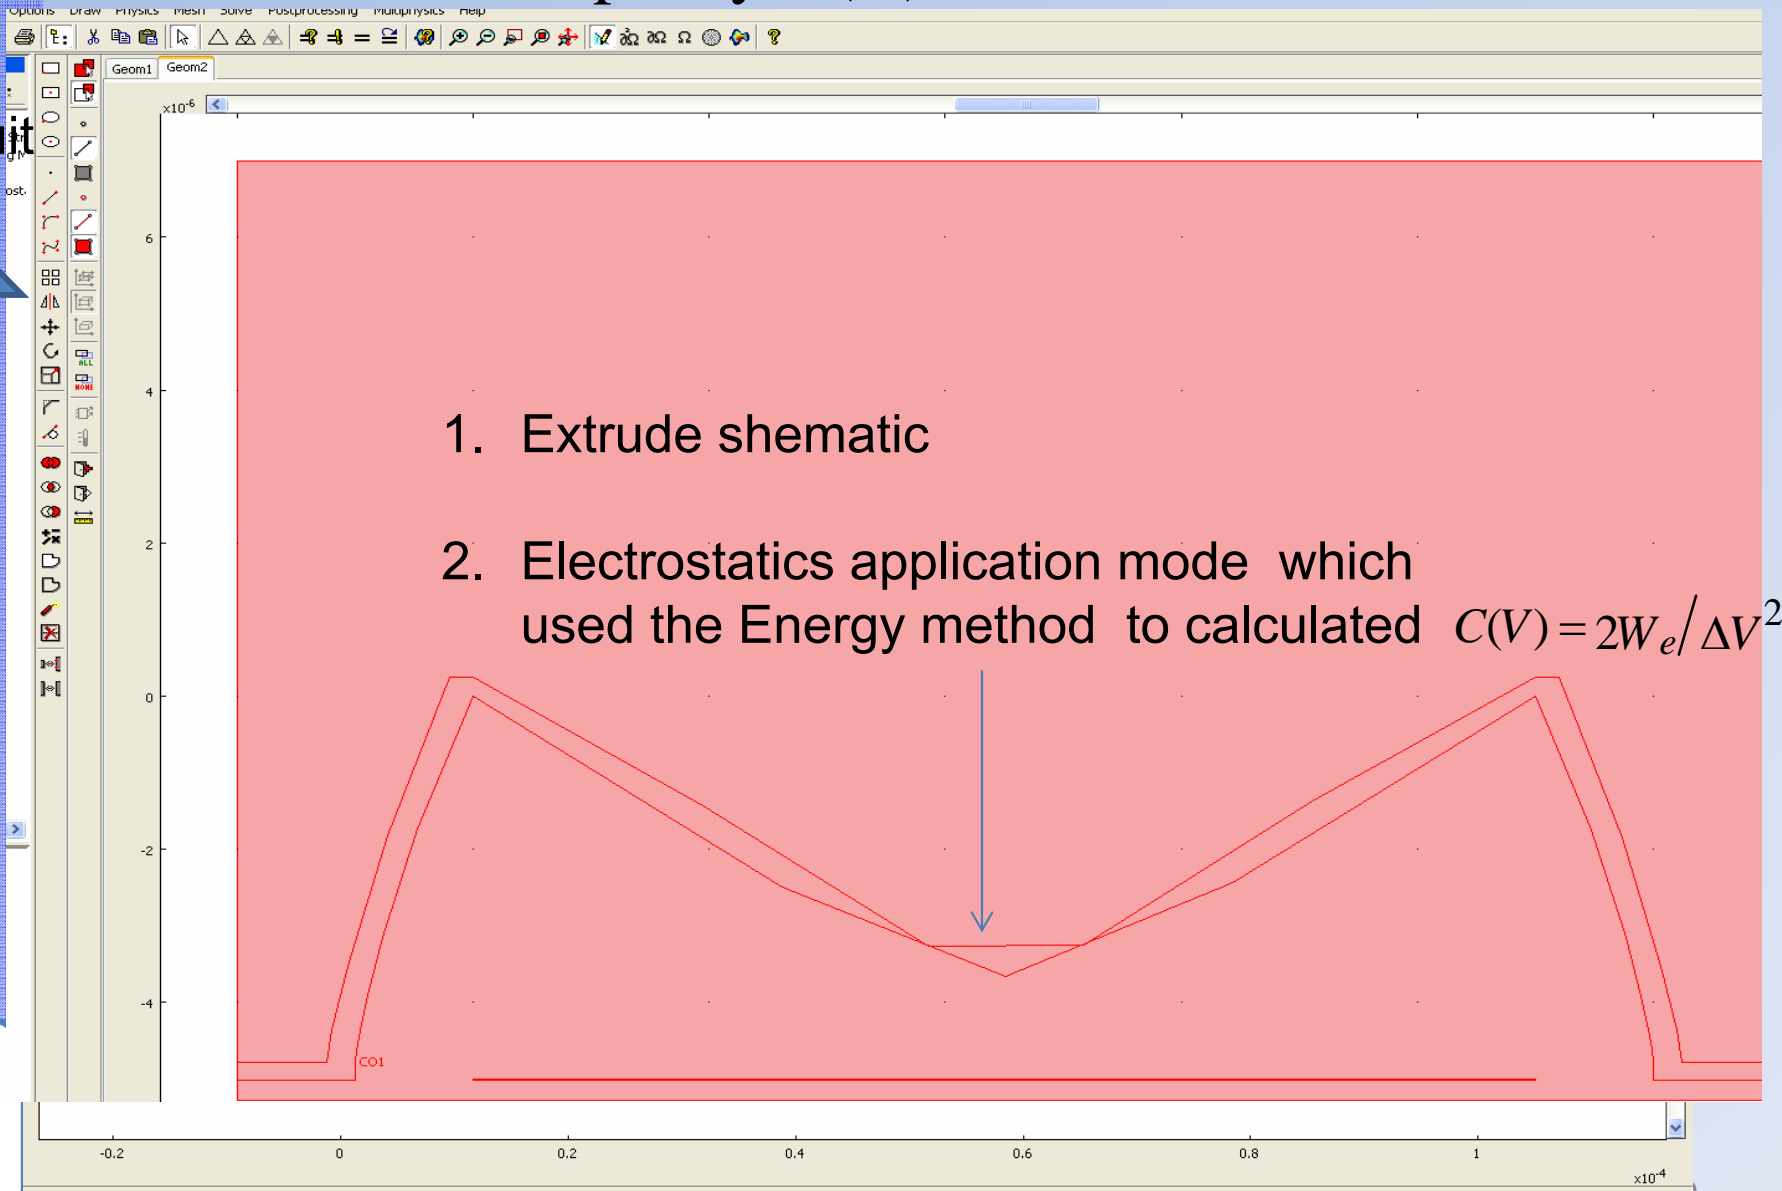 Options Draw Physics Mesh Solve Postprocessing Multiphysics Help
Geom1 Geom2
x10-6
6
4
2
0
-2
-4
ALL
NONE
1. Extrude shematic
2. Electrostatics application mode which
used the Energy method to calculated C(V) = 2We/ΔV2
CO1
-0.2 0 0.2 0.4 0.6 0.8 1
x10-4